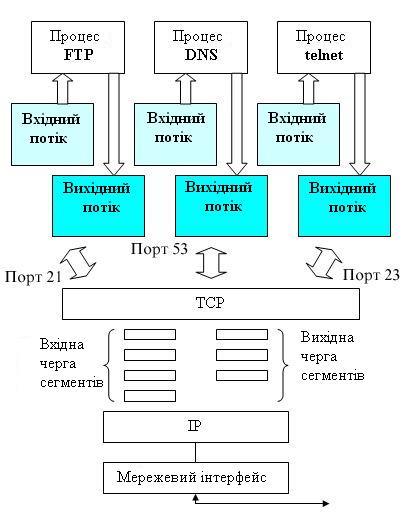 Процес
FTP
Процес
DNS
Процес
telnet
Вхідний
потік
Вхідний
потік
Вхідний
потік
Вихідний
потік
Вихідний
потік
Вихідний
потік
Порт 21
Порт 53
Порт 23
TCP
Вхідна
черга
сегментів
Вихідна
черга
сегментів
IP
Мережевий інтерфейс